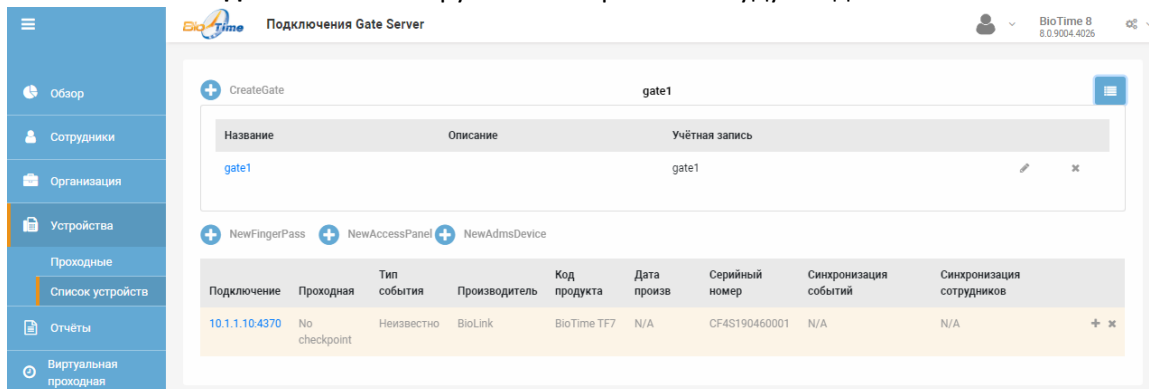 BioTime
Подключения Gate Server
BioTime 8
8.0.9004.4026
Обзор
Сотрудники
Организация
Устройства
Проходные
Список устройств
Отчёты
Виртуальная
проходная
CreateGate
gate1
Название Описание Учётная запись
gate1 gate1
NewFingerPass NewAccessPanel NewAdmsDevice
Подключение Проходная Тип события Производитель Код продукта Дата произв Серийный номер Синхронизация событий Синхронизация сотрудников
10.1.1.10:4370 No checkpoint Неизвестно BioLink BioTime TF7 N/A CF4S190460001 N/A N/A